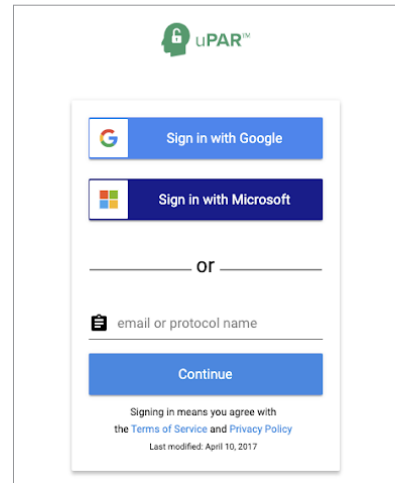 uPAR™
Sign in with Google
Sign in with Microsoft
or
email or protocol name
Continue
Signing in means you agree with
the Terms of Service and Privacy Policy
Last modified: April 10, 2017